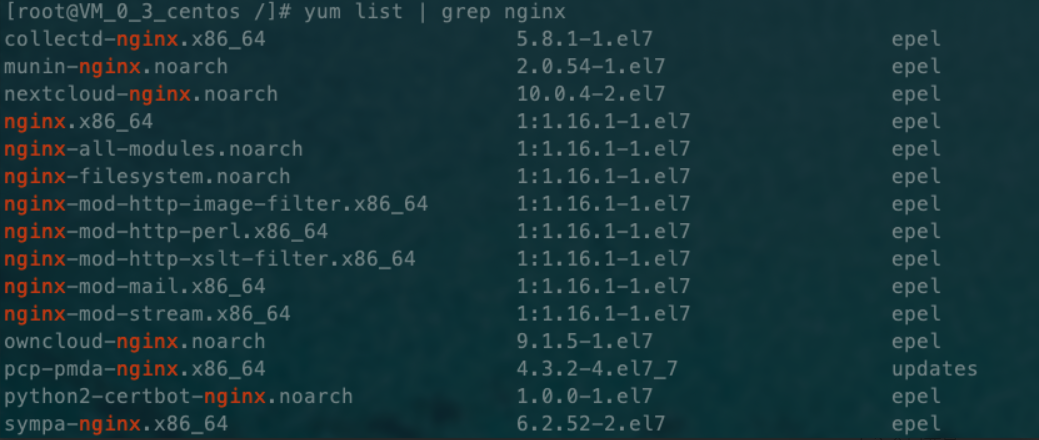 [root@VM_0_3_centos /]# yum list | grep nginx
collectd-nginx.x86_64 5.8.1-1.el7 epel
munin-nginx.noarch 2.0.54-1.el7 epel
nextcloud-nginx.noarch 10.0.4-2.el7 epel
nginx.x86_64 1:1.16.1-1.el7 epel
nginx-all-modules.noarch 1:1.16.1-1.el7 epel
nginx-filesystem.noarch 1:1.16.1-1.el7 epel
nginx-mod-http-image-filter.x86_64 1:1.16.1-1.el7 epel
nginx-mod-http-perl.x86_64 1:1.16.1-1.el7 epel
nginx-mod-http-xslt-filter.x86_64 1:1.16.1-1.el7 epel
nginx-mod-mail.x86_64 1:1.16.1-1.el7 epel
nginx-mod-stream.x86_64 1:1.16.1-1.el7 epel
owncloud-nginx.noarch 9.1.5-1.el7 epel
pcp-pmda-nginx.x86_64 4.3.2-4.el7_7 updates
python2-certbot-nginx.noarch 1.0.0-1.el7 epel
sympa-nginx.x86_64 6.2.52-2.el7 epel